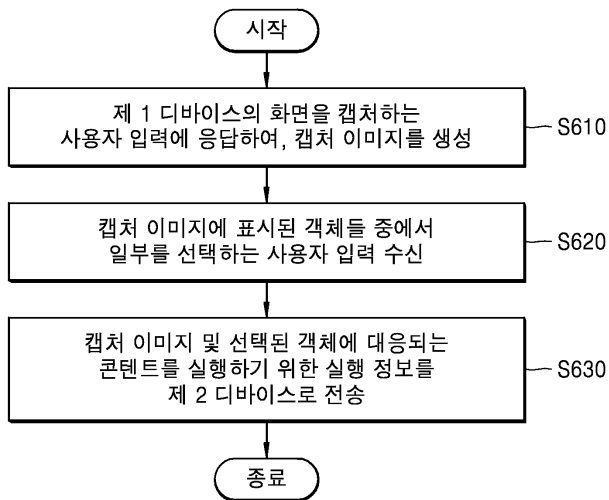 시작
제 1 디바이스의 화면을 캡처하는
사용자 입력에 응답하여, 캡처 이미지를 생성
S610
캡처 이미지에 표시된 객체들 중에서
일부를 선택하는 사용자 입력 수신
S620
캡처 이미지 및 선택된 객체에 대응되는
콘텐트를 실행하기 위한 실행 정보를
제 2 디바이스로 전송
S630
종료